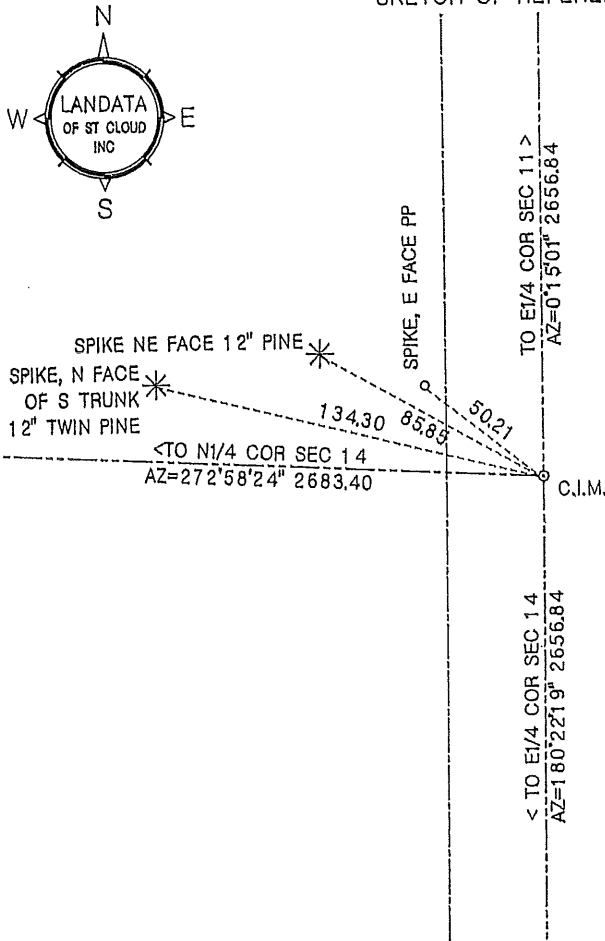 SKETCH OF
N
W
E
S
LANDATA
OF ST CLOUD
INC
SPIKE, E FACE PP
TO E1/4 COR SEC 11 >
AZ=0°15'01" 2656.84
SPIKE NE FACE 12" PINE
SPIKE, N FACE
OF S TRUNK
12" TWIN PINE
134.30
85.85
50.21
<TO N1/4 COR SEC 14
AZ=272°58'24" 2683.40
C.I.M.
< TO E1/4 COR SEC 14
AZ=180°22'19" 2656.84